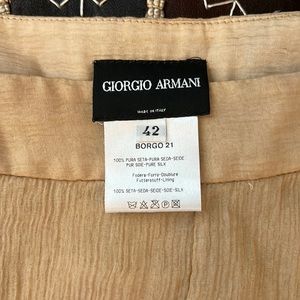 GIORGIO ARMANI
MADE IN ITALY
42
BORGO 21
100% PURA SETA-PURA SEDA-SEIDE
PUR SOIE-PURE SILK
Fodera-Forro-Doublure
Futterstoff-Lining
100% SETA-SEDA-SEIDE-SOIE-SILK